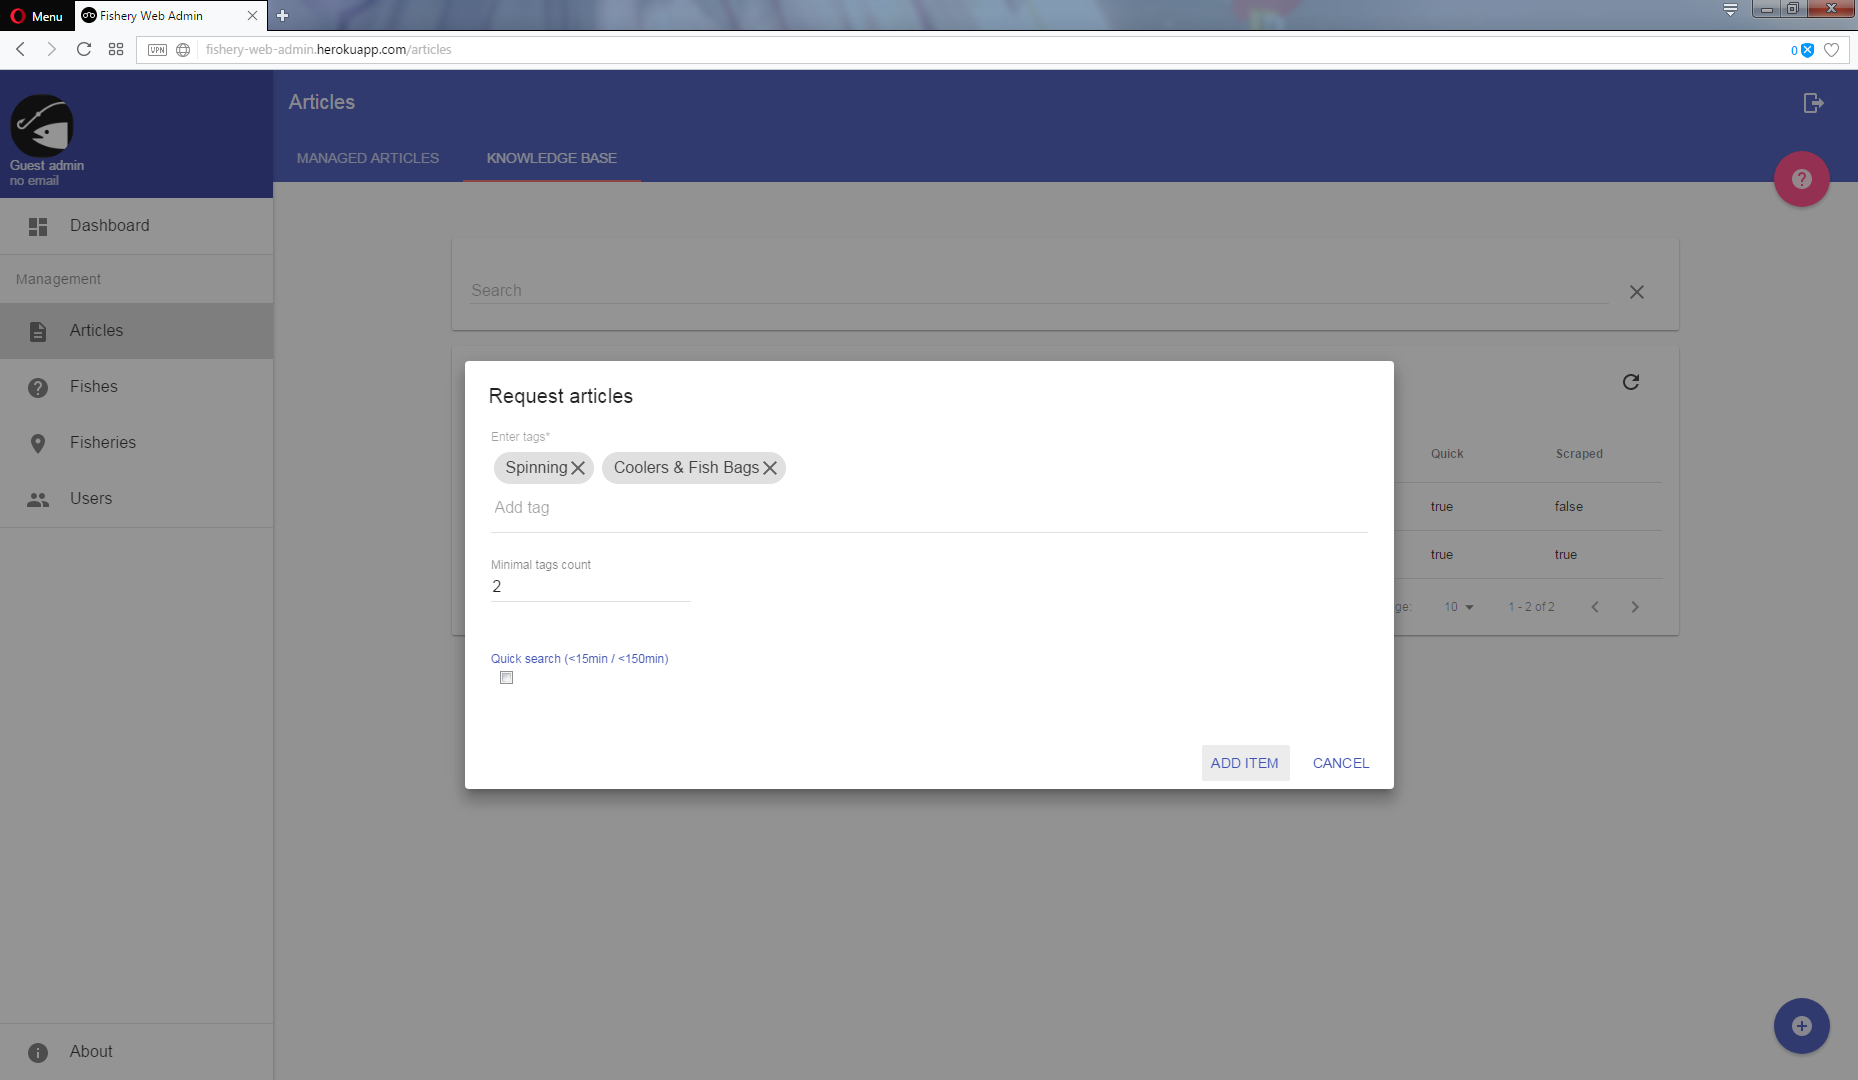 Menu
Fishery Web Admin
VPN
fishery-web-admin.herokuapp.com/articles
0
Guest admin
no email
Articles
MANAGED ARTICLES
KNOWLEDGE BASE
Dashboard
Management
Articles
Fishes
Fisheries
Users
About
Search
Request articles
Enter tags*
Spinning
Coolers & Fish Bags
Add tag
Minimal tags count
2
Quick search (<15min / <150min)
ADD ITEM
CANCEL
Quick
Scraped
true
false
true
true
ge:
10
1 - 2 of 2